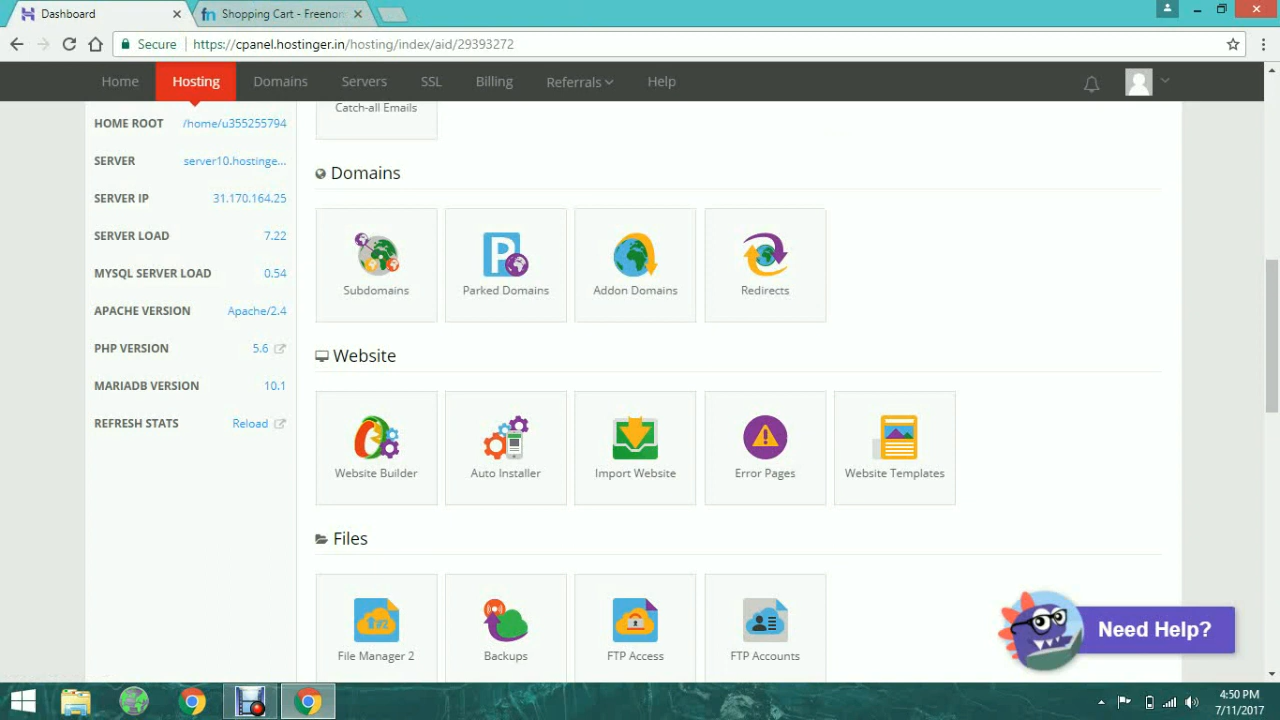 Dashboard
Shopping Cart - Freenom
Secure
https://cpanel.hostinger.in/hosting/index/aid/29393272
Home
Hosting
Domains
Servers
SSL
Billing
Referrals
Help
HOME ROOT /home/u355255794
SERVER server10.hostinge...
SERVER IP 31.170.164.25
SERVER LOAD 7.22
MYSQL SERVER LOAD 0.54
APACHE VERSION Apache/2.4
PHP VERSION 5.6
MARIADB VERSION 10.1
REFRESH STATS Reload
Catch-all Emails
Domains
Subdomains
Parked Domains
Addon Domains
Redirects
Website
Website Builder
Auto Installer
Import Website
Error Pages
Website Templates
Files
File Manager 2
Backups
FTP Access
FTP Accounts
Need Help?
4:50 PM
7/11/2017